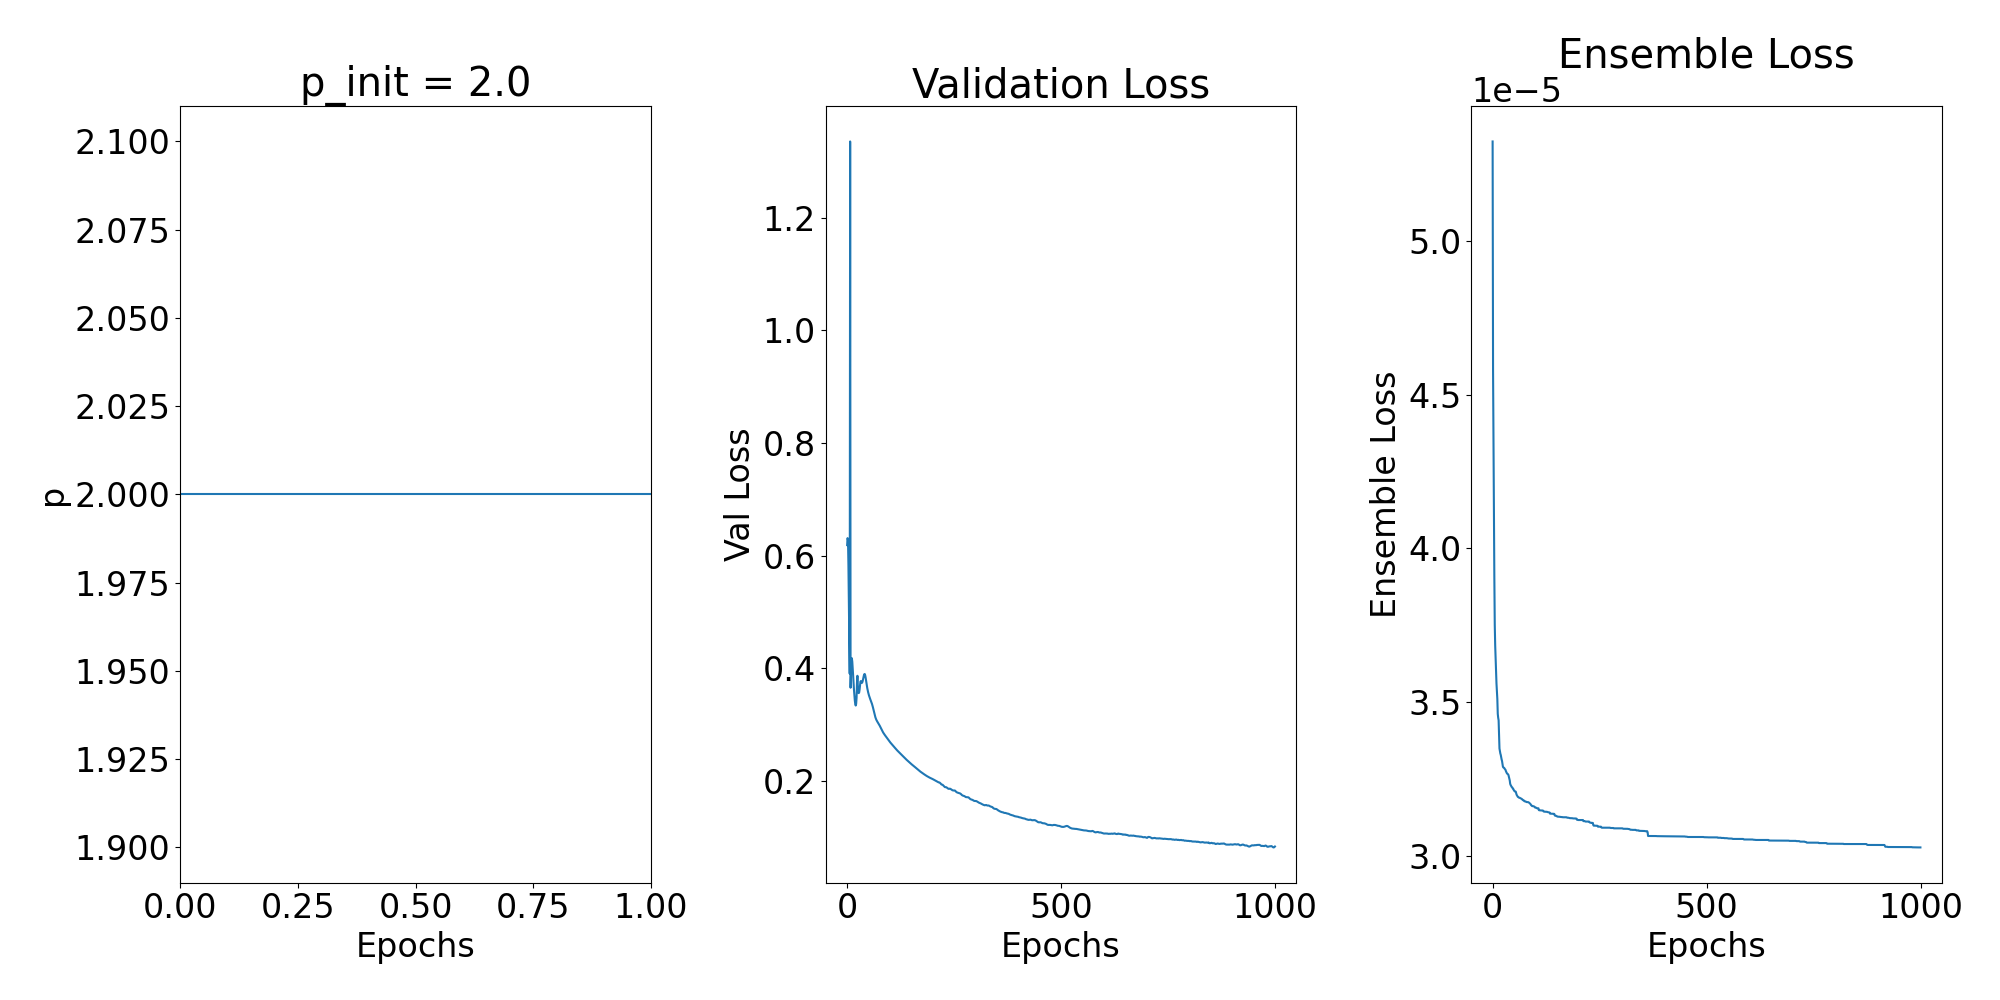 p_init = 2.0
2.100
2.075
2.050
2.025
2.000
1.975
1.950
1.925
1.900
p
0.00 0.25 0.50 0.75 1.00
Epochs
Validation Loss
1.2
1.0
0.8
0.6
0.4
0.2
Val Loss
0 500 1000
Epochs
Ensemble Loss
1e−5
5.0
4.5
4.0
3.5
3.0
Ensemble Loss
0 500 1000
Epochs